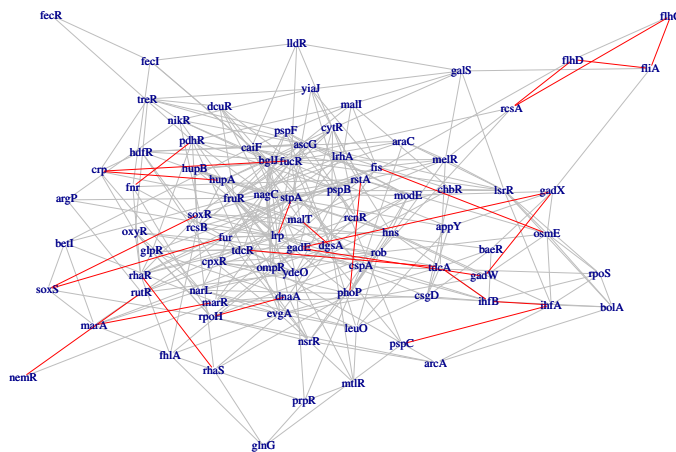 fecR
flhC
lldR
fecI
flhD
fliA
galS
yiaJ
treR
dcuR
malI
rcsA
nikR
cytR
pspF
pdhR
caiF
ascG
araC
hdfR
lrhA
bglJ
fucR
melR
crp
hupB
fis
hupA
rstA
fnr
pspB
chbR
lsrR
gadX
argP
fruR
nagC
stpA
modE
soxR
malT
rcnR
rcsB
appY
oxyR
lrp
hns
osmE
betI
fur
tdcR
gadE
dgsA
glpR
rob
baeR
cpxR
ompR
cspA
tdcA
rhaR
ydeO
gadW
rpoS
soxS
rutR
narL
phoP
dnaA
csgD
marR
ihfB
ihfA
bolA
rpoH
evgA
marA
leuO
nsrR
pspC
fhlA
arcA
rhaS
nemR
mtlR
prpR
glnG